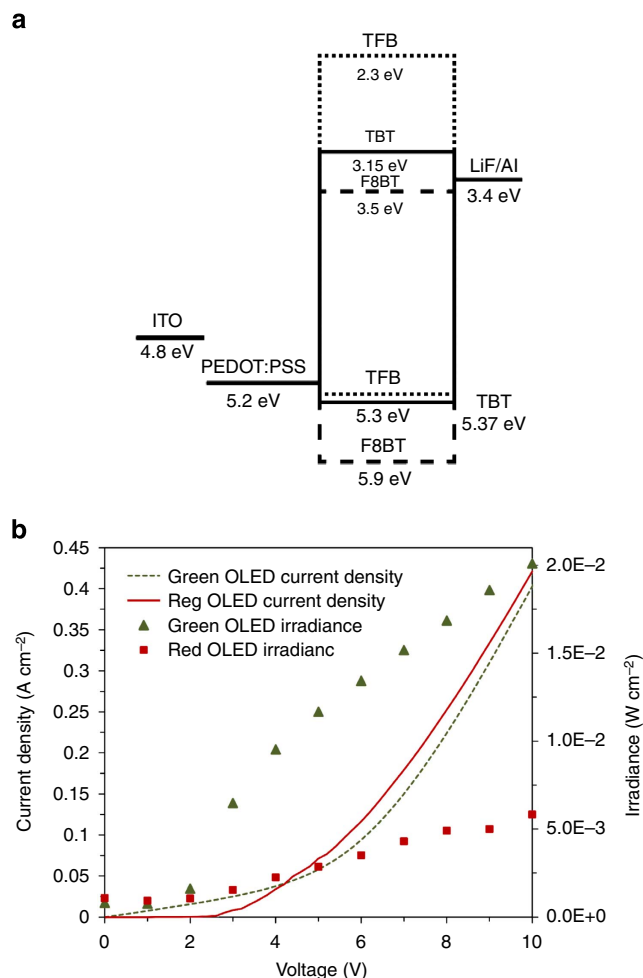 a
TFB
2.3 eV
TBT
3.15 eV
LiF/Al
F8BT
3.5 eV
3.4 eV
ITO
4.8 eV
PEDOT:PSS
5.2 eV
TFB
5.3 eV
TBT
5.37 eV
F8BT
5.9 eV
b
0.45
0.4
0.35
0.3
0.25
0.2
0.15
0.1
0.05
0
Current density (A cm⁻²)
Green OLED current density
Reg OLED current density
Green OLED irradiance
Red OLED irradianc
2.0E–2
1.5E–2
1.0E–2
5.0E–3
0.0E+0
Irradiance (W cm⁻²)
0 2 4 6 8 10
Voltage (V)